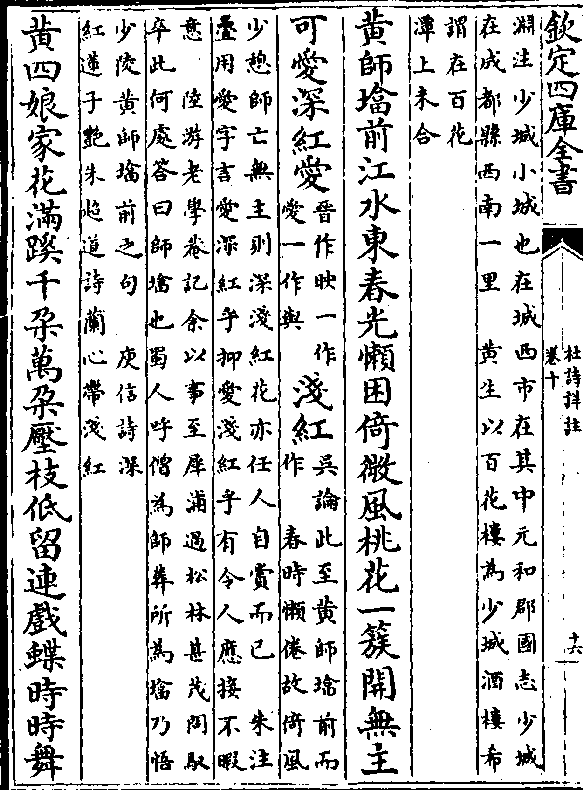 欽定四庫全書
杜詩詳註
卷十
十六
淵注少城小城也在城西市在其中元和郡國志少城
在成都縣西南一里 黄生以百花樓為少城酒樓希
謂在百花
潭上未合
黄師㙮前江水東春光懶困倚微風桃花一簇開無主
可愛深紅愛
晉作映一作
愛一作與
淺紅
吳論此至黄師㙮前而
作 春時懶倦故倚風
少憩師亡無主則深淺紅花亦任人自賞而已 朱注
疊用愛字言愛深紅乎抑愛淺紅乎有令人應接不暇
意 陸游老學菴記余以事至犀浦過松林甚茂問馭
卒此何處答曰師㙮也蜀人呼僧為師葬所為㙮乃悟
少陵黄師㙮前之句 庾信詩深
紅蓮子艶朱超道詩蘭心帶淺紅
黄四娘家花滿蹊千朶萬朶壓枝低留連戲蝶時時舞